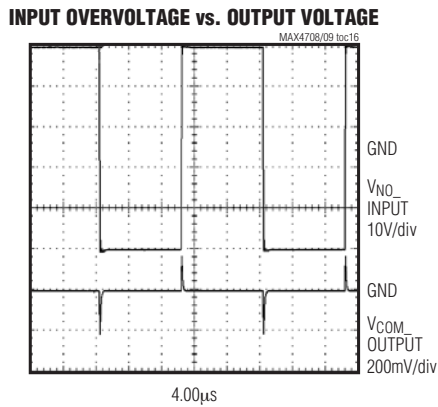 INPUT OVERVOLTAGE vs. OUTPUT VOLTAGE
MAX4708/09 toc16
GND
VNO_
INPUT
10V/div
GND
VCOM_
OUTPUT
200mV/div
4.00µs